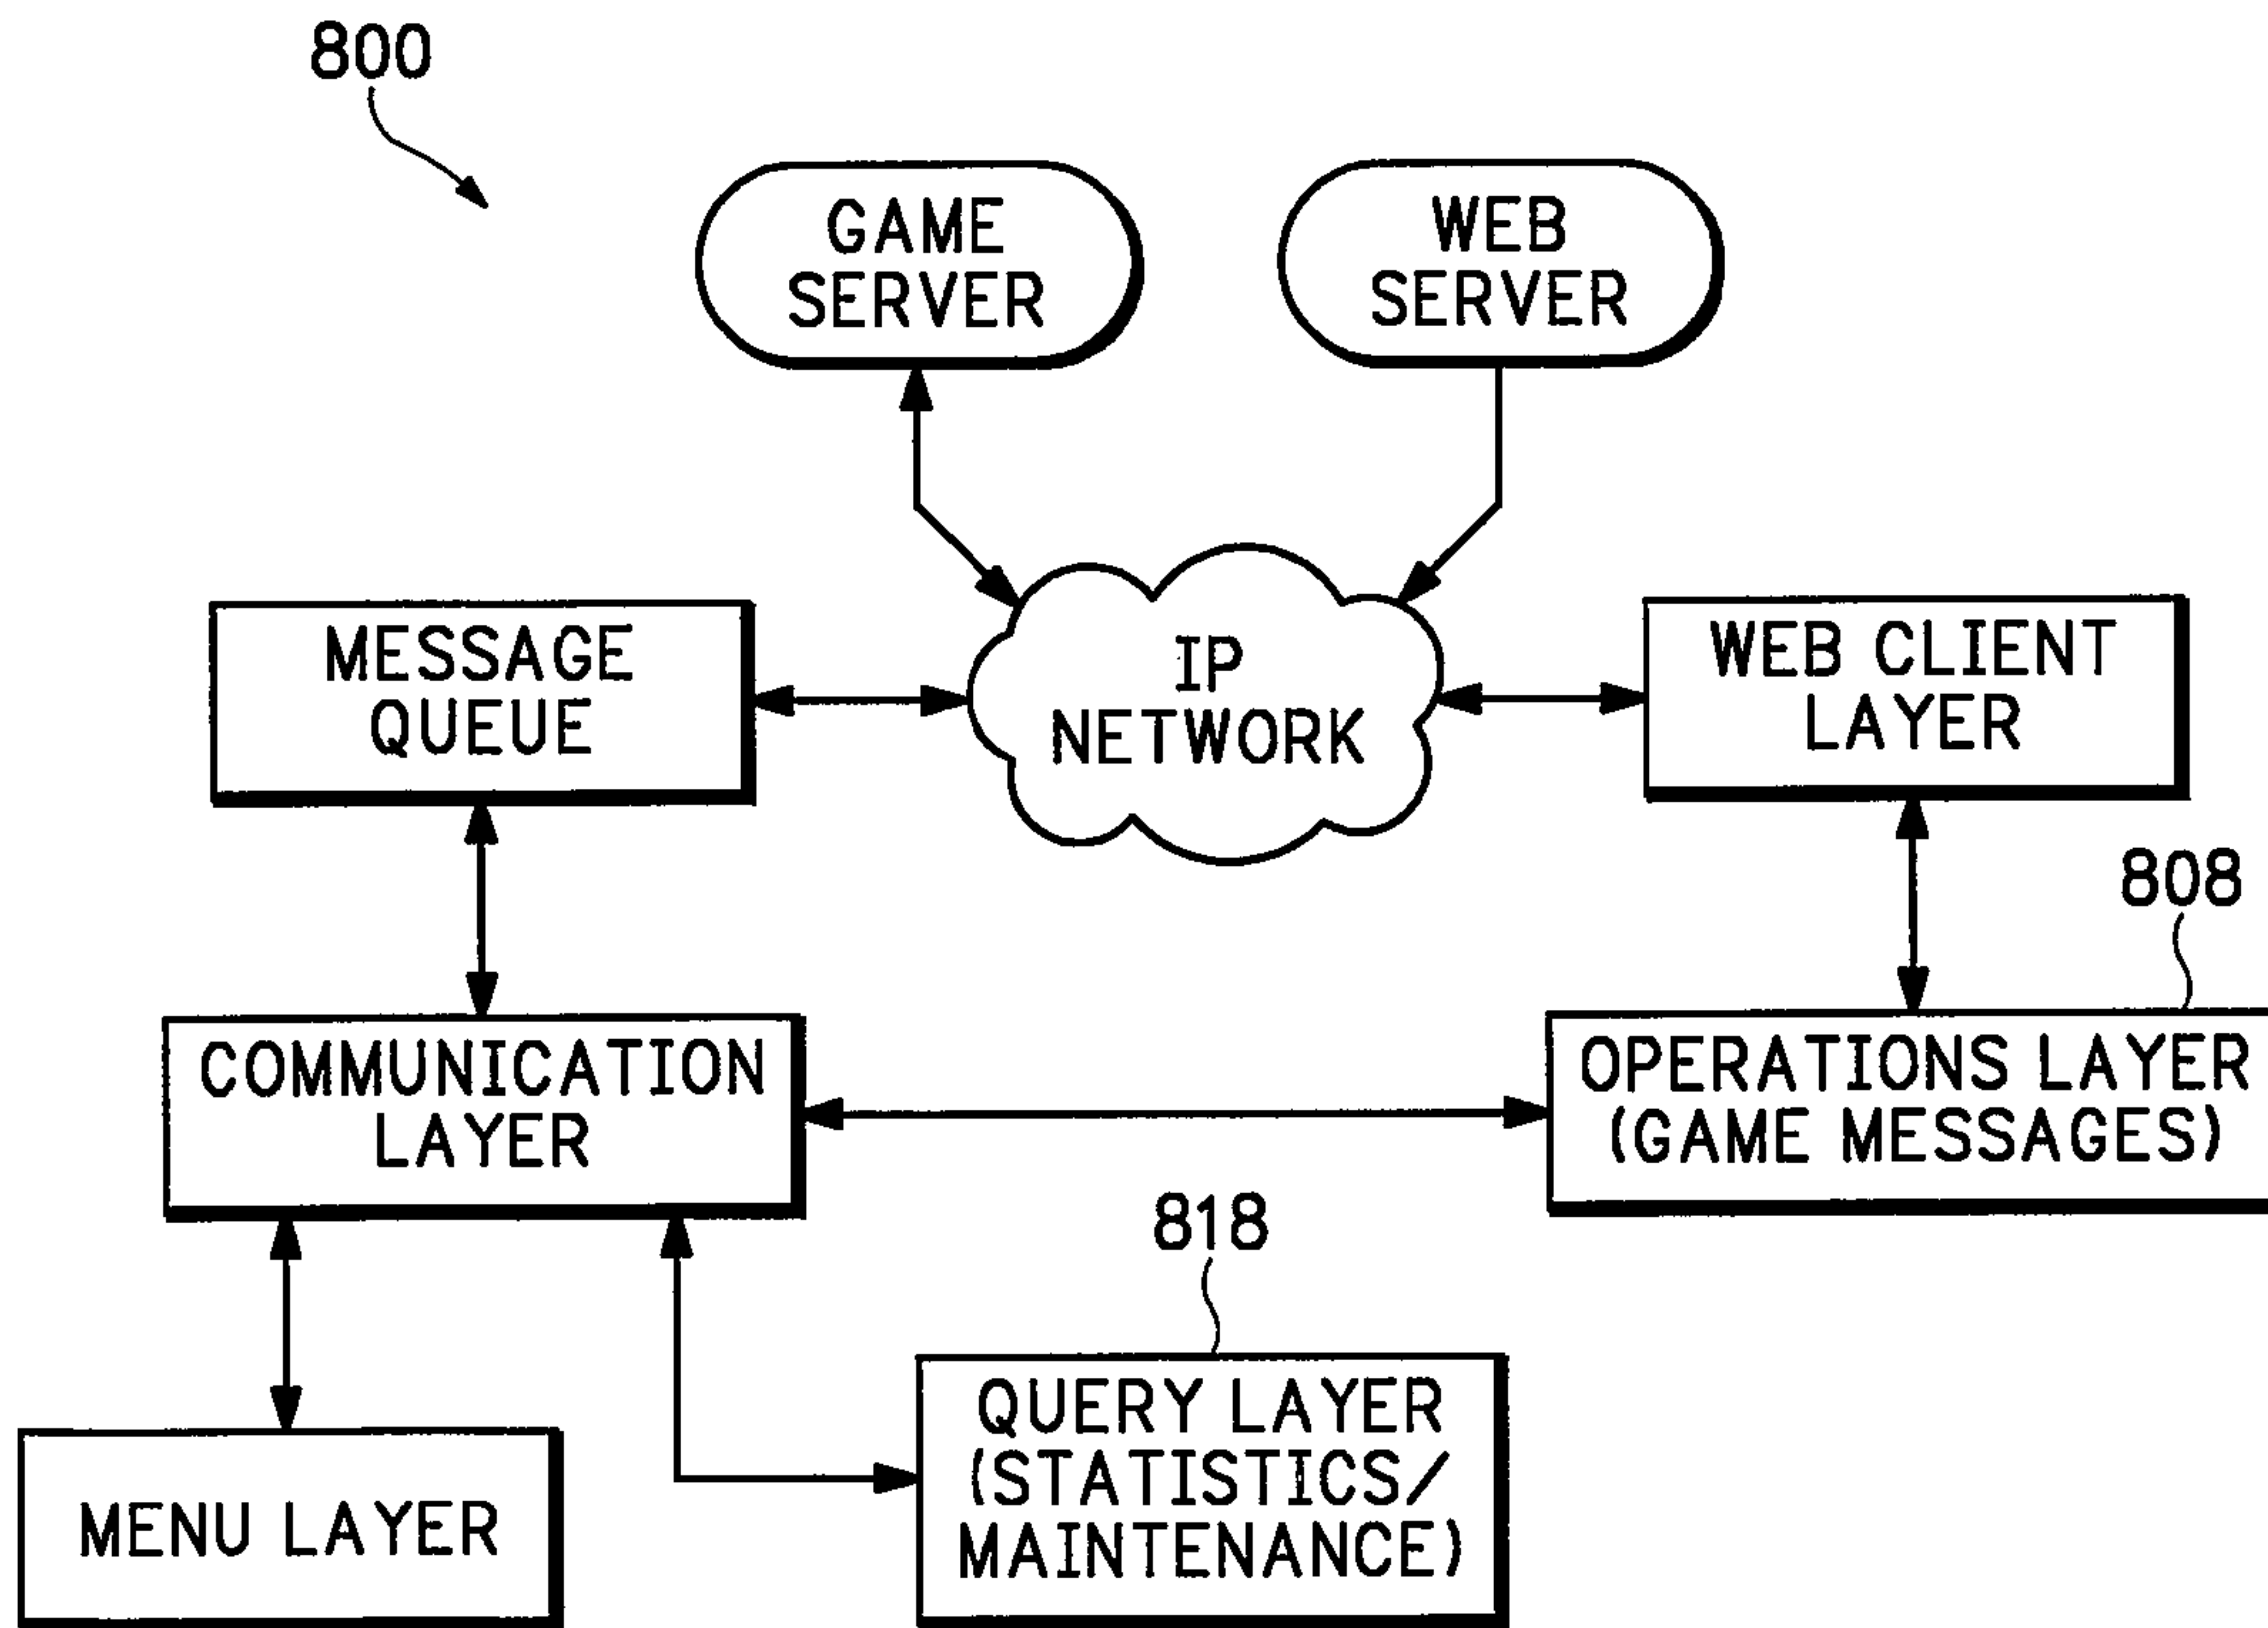 800
GAME
SERVER
WEB
SERVER
MESSAGE
QUEUE
IP
NETWORK
WEB CLIENT
LAYER
808
COMMUNICATION
LAYER
OPERATIONS LAYER
(GAME MESSAGES)
818
MENU LAYER
QUERY LAYER
(STATISTICS/
MAINTENANCE)